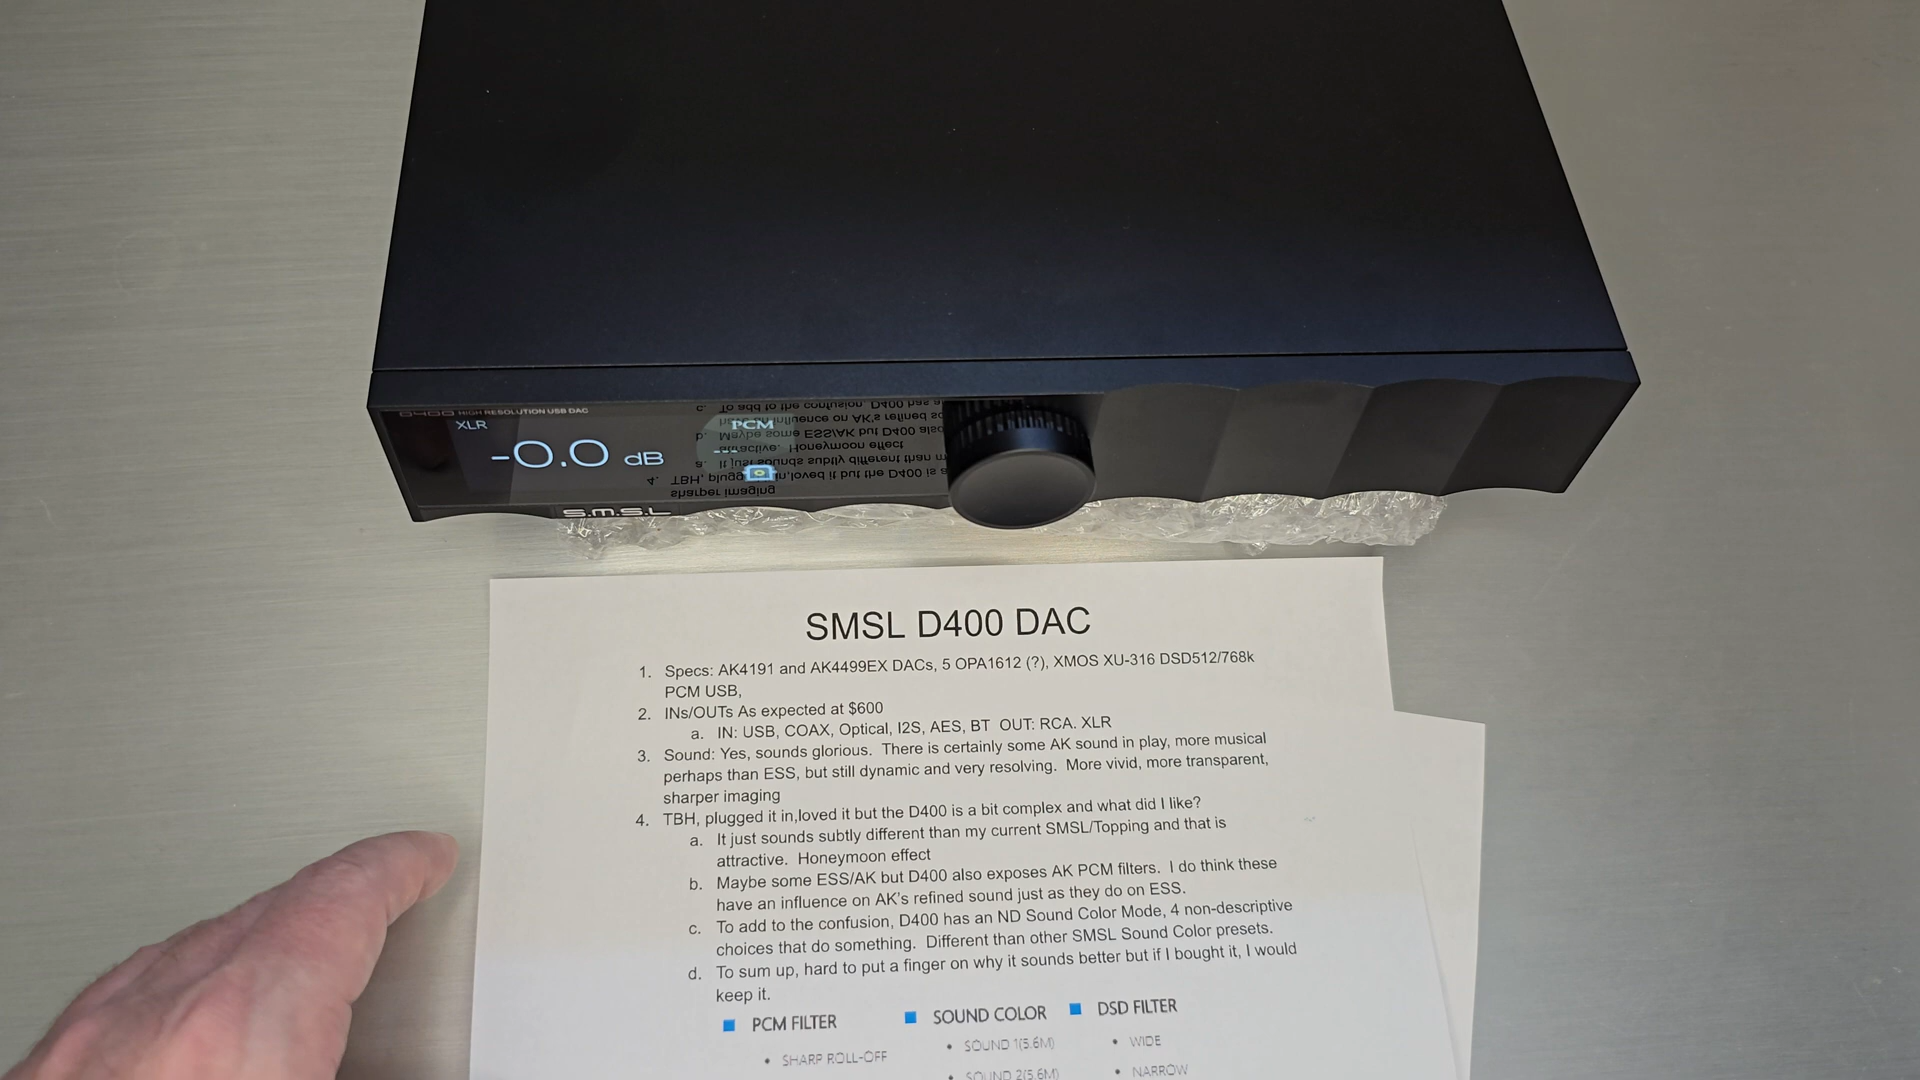 D400 HIGH RESOLUTION USB DAC
XLR
-0.0 dB
PCM
---
S.M.S.L
SMSL D400 DAC
1. Specs: AK4191 and AK4499EX DACs, 5 OPA1612 (?), XMOS XU-316 DSD512/768k
PCM USB,
2. INs/OUTs As expected at $600
a. IN: USB, COAX, Optical, I2S, AES, BT OUT: RCA. XLR
3. Sound: Yes, sounds glorious. There is certainly some AK sound in play, more musical
perhaps than ESS, but still dynamic and very resolving. More vivid, more transparent,
sharper imaging
4. TBH, plugged it in,loved it but the D400 is a bit complex and what did I like?
a. It just sounds subtly different than my current SMSL/Topping and that is
attractive. Honeymoon effect
b. Maybe some ESS/AK but D400 also exposes AK PCM filters. I do think these
have an influence on AK's refined sound just as they do on ESS.
c. To add to the confusion, D400 has an ND Sound Color Mode, 4 non-descriptive
choices that do something. Different than other SMSL Sound Color presets.
d. To sum up, hard to put a finger on why it sounds better but if I bought it, I would
keep it.
PCM FILTER SOUND COLOR DSD FILTER
• SHARP ROLL-OFF • SOUND 1(5.6M) • WIDE
• SOUND 2(5.6M) • NARROW